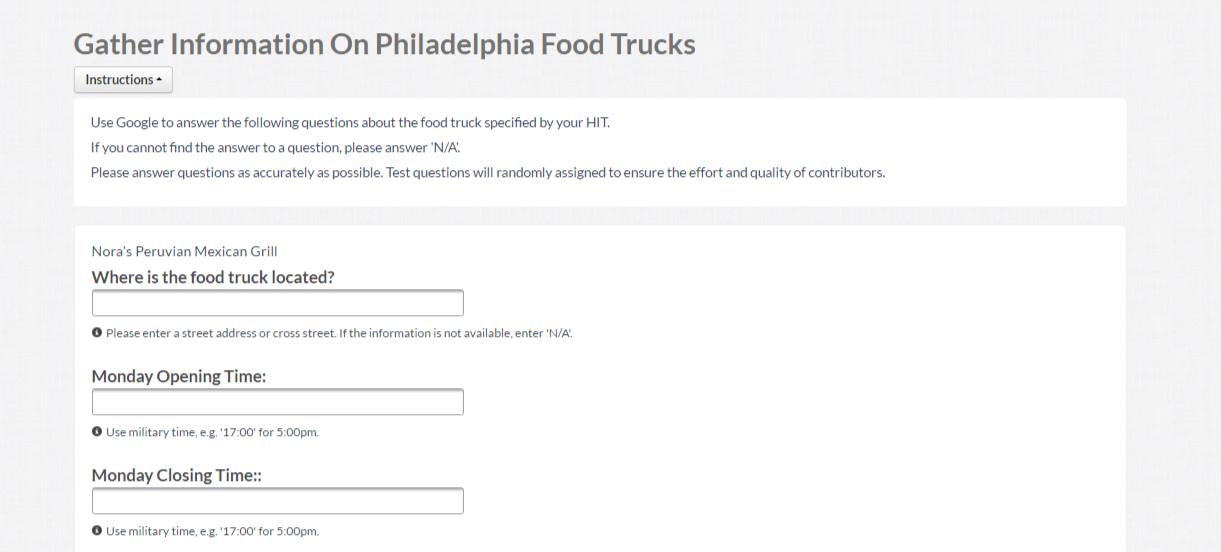 Gather Information On Philadelphia Food Trucks
Instructions
Use Google to answer the following questions about the food truck specified by your HIT.
If you cannot find the answer to a question, please answer 'N/A'.
Please answer questions as accurately as possible. Test questions will randomly assigned to ensure the effort and quality of contributors.
Nora's Peruvian Mexican Grill
Where is the food truck located?
Please enter a street address or cross street. If the information is not available, enter 'N/A'.
Monday Opening Time:
Use military time, e.g. '17:00' for 5:00pm.
Monday Closing Time::
Use military time, e.g. '17:00' for 5:00pm.